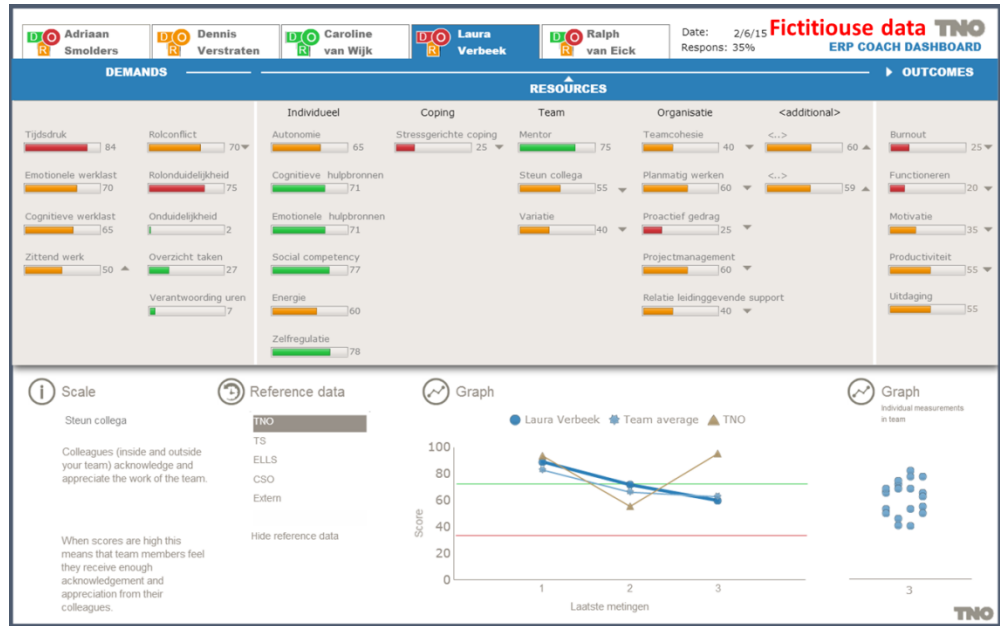 D O R Adriaan Smolders
D O R Dennis Verstraten
D O R Caroline van Wijk
D O R Laura Verbeek
D O R Ralph van Eick
Date: 2/6/15
Respons: 35%
Fictitiouse data TNO
ERP COACH DASHBOARD
DEMANDS
RESOURCES
OUTCOMES
Individueel Coping Team Organisatie <additional>
Tijdsdruk
84
Rolconflict
70
Autonomie
65
Stressgerichte coping
25
Mentor
75
Teamcohesie
40
<..>
60
Burnout
25
Emotionele werklast
70
Rolonduidelijkheid
75
Cognitieve hulpbronnen
71
Steun collega
55
Planmatig werken
60
<..>
59
Functioneren
20
Cognitieve werklast
65
Onduidelijkheid
2
Emotionele hulpbronnen
71
Variatie
40
Proactief gedrag
25
Motivatie
35
Zittend werk
50
Overzicht taken
27
Social competency
77
Projectmanagement
60
Productiviteit
55
Verantwoording uren
7
Energie
60
Relatie leidinggevende support
40
Uitdaging
55
Zelfregulatie
78
i Scale
Steun collega
Colleagues (inside and outside
your team) acknowledge and
appreciate the work of the team.
When scores are high this
means that team members feel
they receive enough
acknowledgement and
appreciation from their
colleagues.
Reference data
TNO
TS
ELLS
CSO
Extern
Hide reference data
Graph
Laura Verbeek Team average TNO
100
80
60
40
20
0
Score
1 2 3
Laatste metingen
Graph
Individual measurements
in team
3
TNO